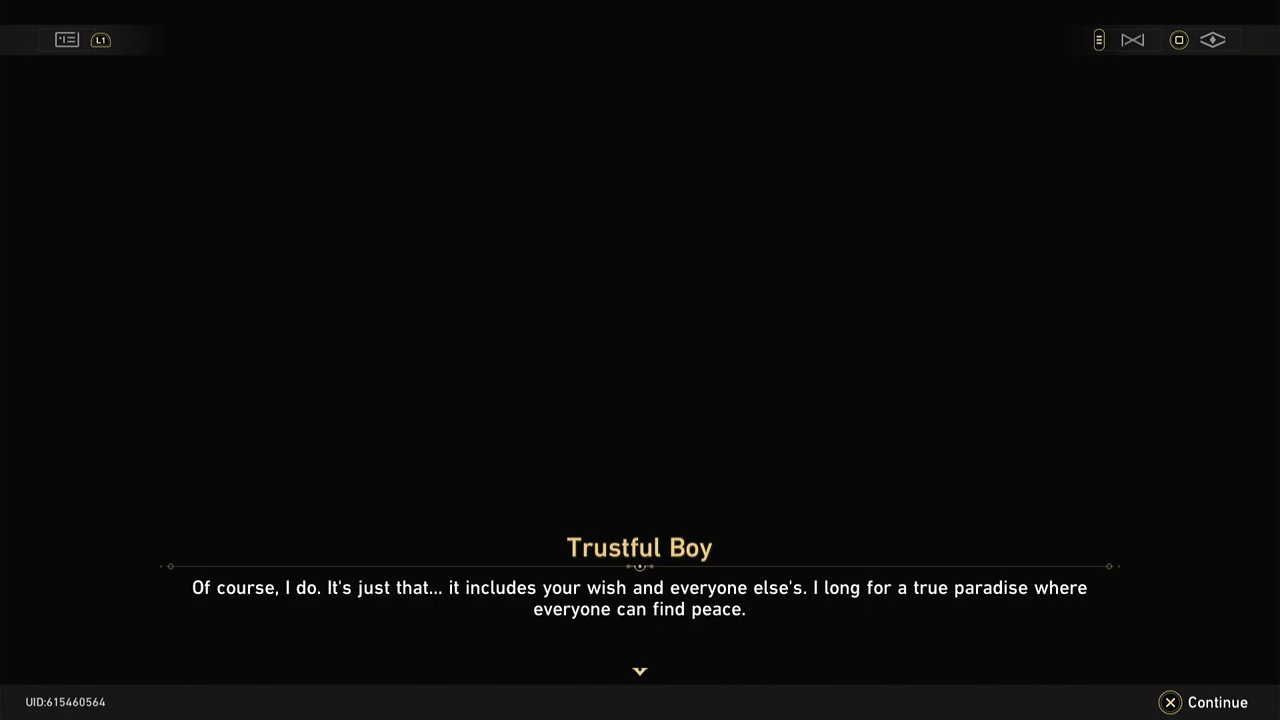 L1
Trustful Boy
Of course, I do. It's just that... it includes your wish and everyone else's. I long for a true paradise where
everyone can find peace.
UID:615460564
Continue